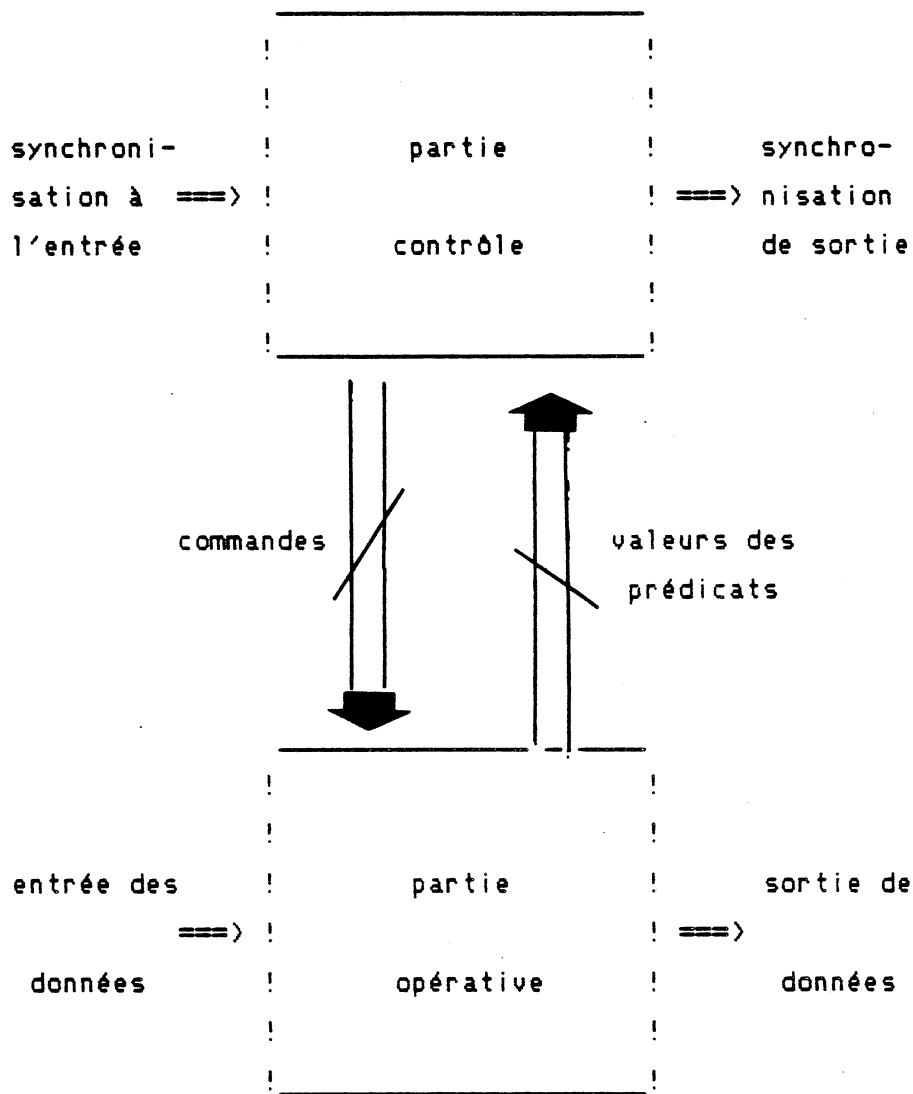 synchroni-
sation à ===>
l'entrée
partie
contrôle
===> synchro-
nisation
de sortie
commandes
valeurs des
prédicats
entrée des
===>
données
partie
opérative
sortie de
===>
données